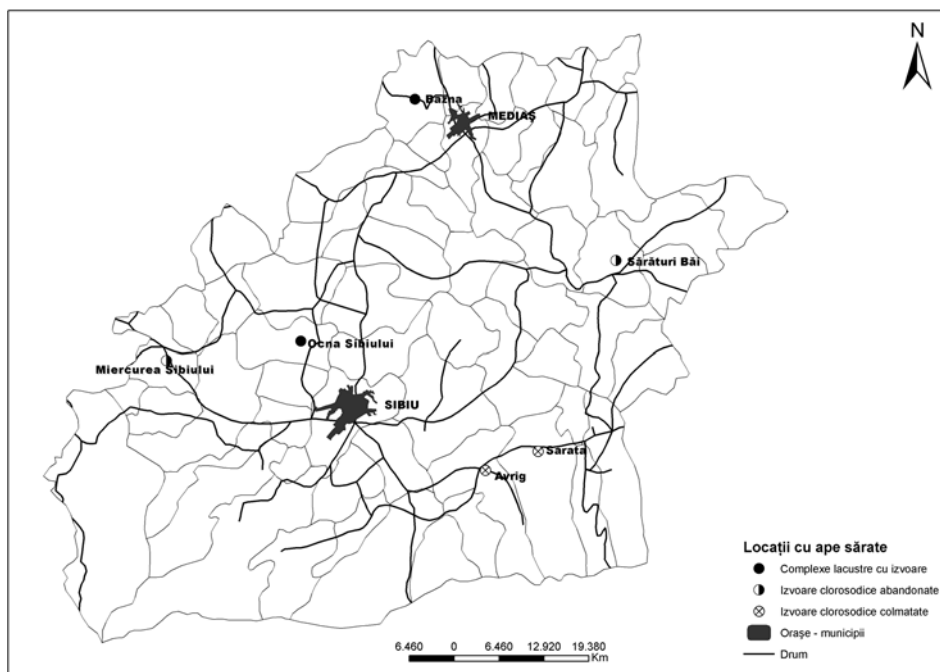 N
Bazna
MEDIAȘ
Sărături Băi
Ocna Sibiului
Miercurea Sibiului
SIBIU
Sărata
Avrig
Locații cu ape sărate
Complexe lacustre cu izvoare
Izvoare clorosodice abandonate
Izvoare clorosodice colmatate
Orașe - municipii
Drum
6.460 0 6.460 12.920 19.380
Km